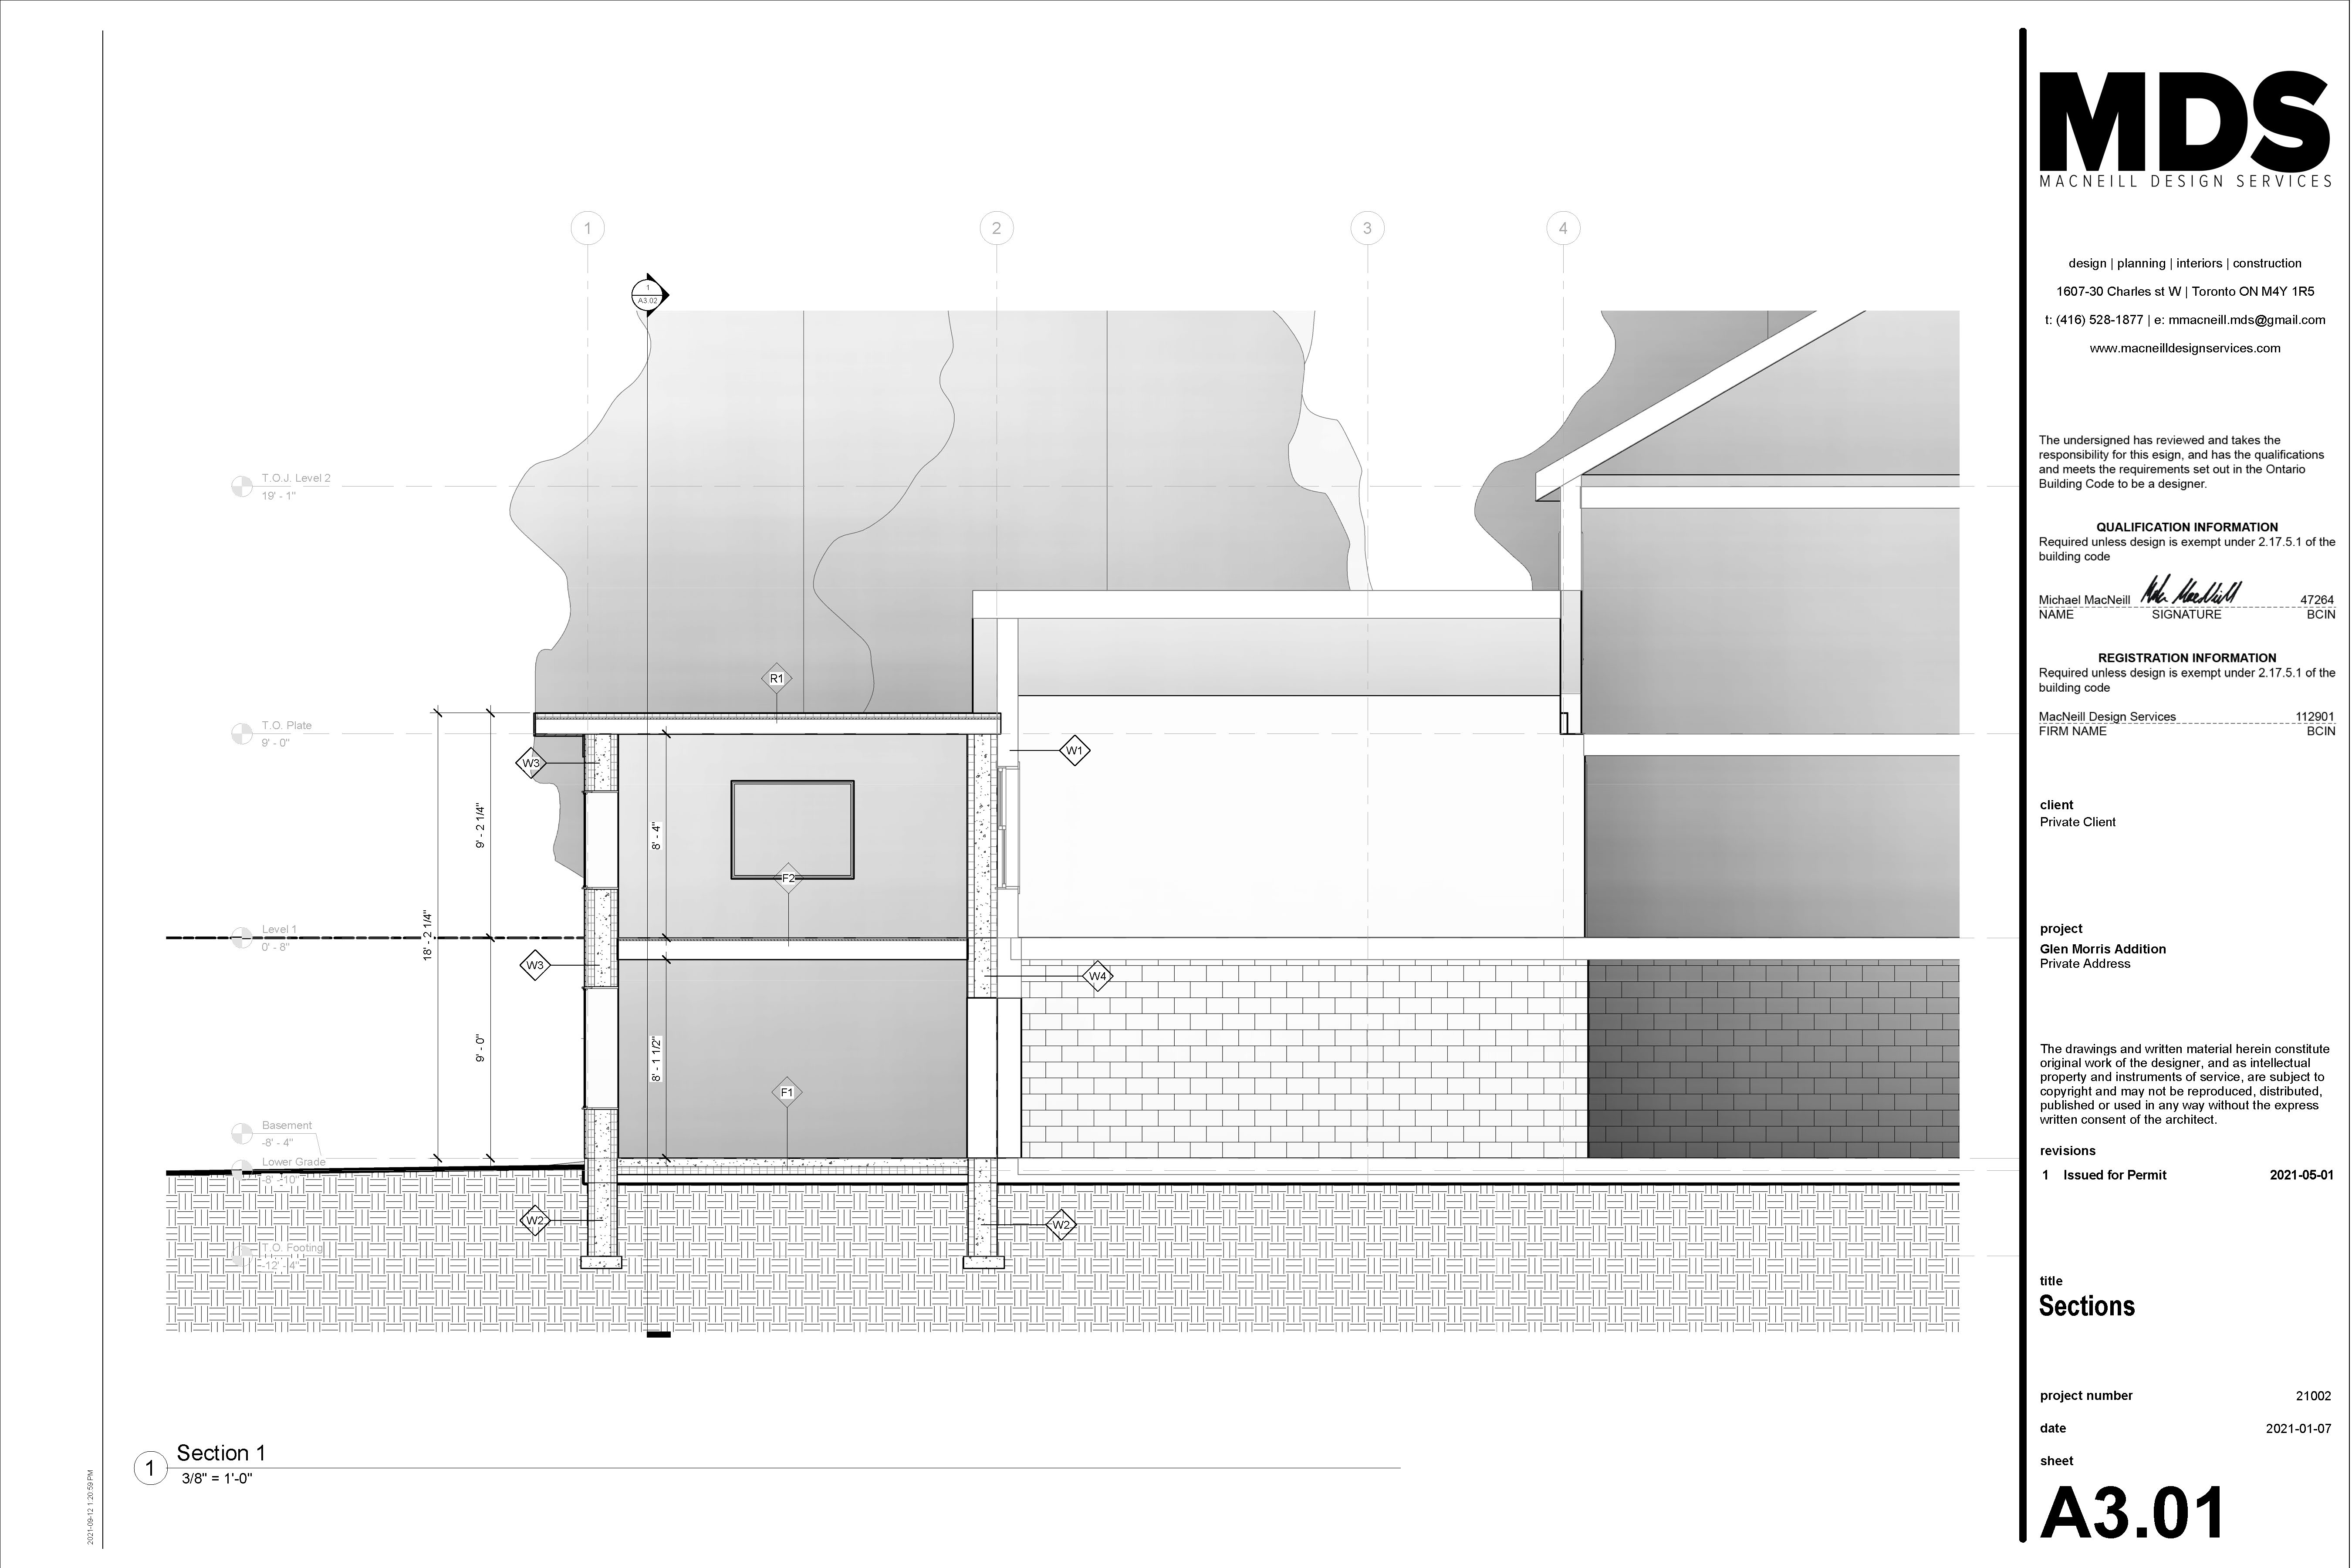 1
2
3
4
1
A3.02
T.O.J. Level 2
19' - 1"
R1
T.O. Plate
9' - 0"
W3
W1
9' - 2 1/4"
8' - 4"
F2
18' - 2 1/4"
Level 1
0' - 8"
W3
W4
9' - 0"
8' - 1 1/2"
F1
Basement
-8' - 4"
Lower Grade
-8' - 10"
W2
W2
T.O. Footing
-12' - 4"
1
Section 1
3/8" = 1'-0"
2021-09-12 1:20:59 PM
MDS
MACNEILL DESIGN SERVICES
design | planning | interiors | construction
1607-30 Charles st W | Toronto ON M4Y 1R5
t: (416) 528-1877 | e: mmacneill.mds@gmail.com
www.macneilldesignservices.com
The undersigned has reviewed and takes the
responsibility for this esign, and has the qualifications
and meets the requirements set out in the Ontario
Building Code to be a designer.
QUALIFICATION INFORMATION
Required unless design is exempt under 2.17.5.1 of the
building code
Michael MacNeill 47264
NAME SIGNATURE BCIN
REGISTRATION INFORMATION
Required unless design is exempt under 2.17.5.1 of the
building code
MacNeill Design Services 112901
FIRM NAME BCIN
client
Private Client
project
Glen Morris Addition
Private Address
The drawings and written material herein constitute
original work of the designer, and as intellectual
property and instruments of service, are subject to
copyright and may not be reproduced, distributed,
published or used in any way without the express
written consent of the architect.
revisions
1 Issued for Permit 2021-05-01
title
Sections
project number 21002
date 2021-01-07
sheet
A3.01